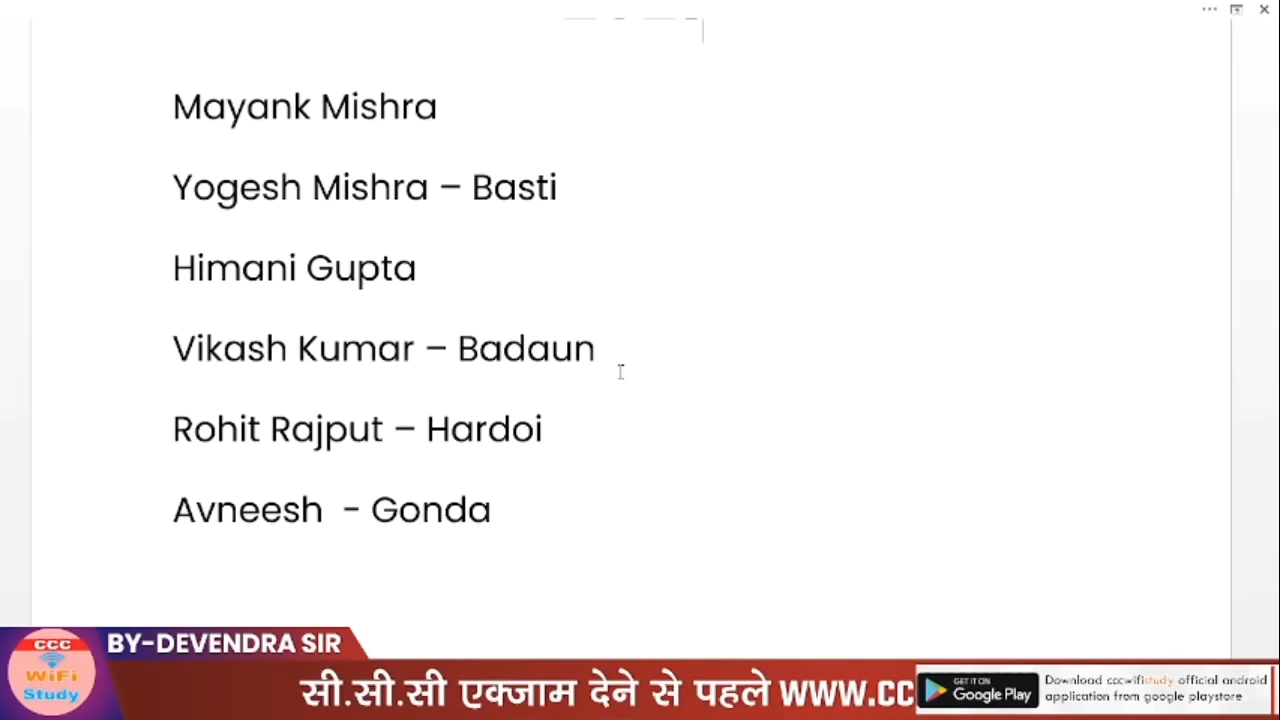 Mayank Mishra
Yogesh Mishra – Basti
Himani Gupta
Vikash Kumar – Badaun
Rohit Rajput – Hardoi
Avneesh - Gonda
BY-DEVENDRA SIR
CCC
WiFi
Study
सी.सी.सी एक्जाम देने से पहले WWW.CC
GET IT ON
Google Play
Download cccwifistudy official android
application from google playstore